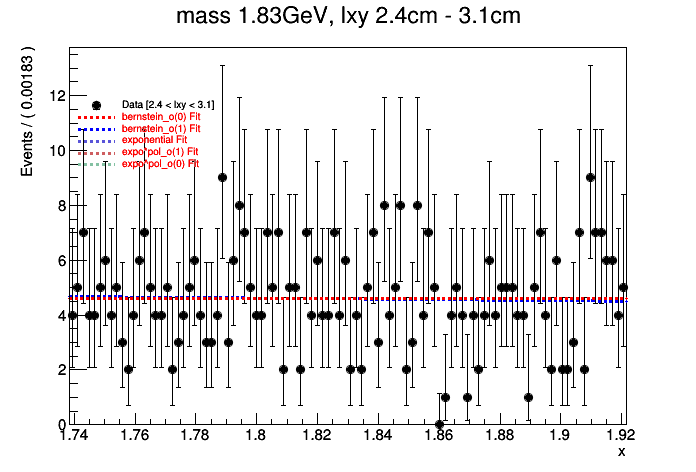 mass 1.83GeV, lxy 2.4cm - 3.1cm
Events / ( 0.00183 )
12
10
8
6
4
2
0
Data [2.4 < lxy < 3.1]
bernstein_o(0) Fit
bernstein_o(1) Fit
exponential Fit
expo*pol_o(1) Fit
expo*pol_o(0) Fit
1.74 1.76 1.78 1.8 1.82 1.84 1.86 1.88 1.9 1.92
x